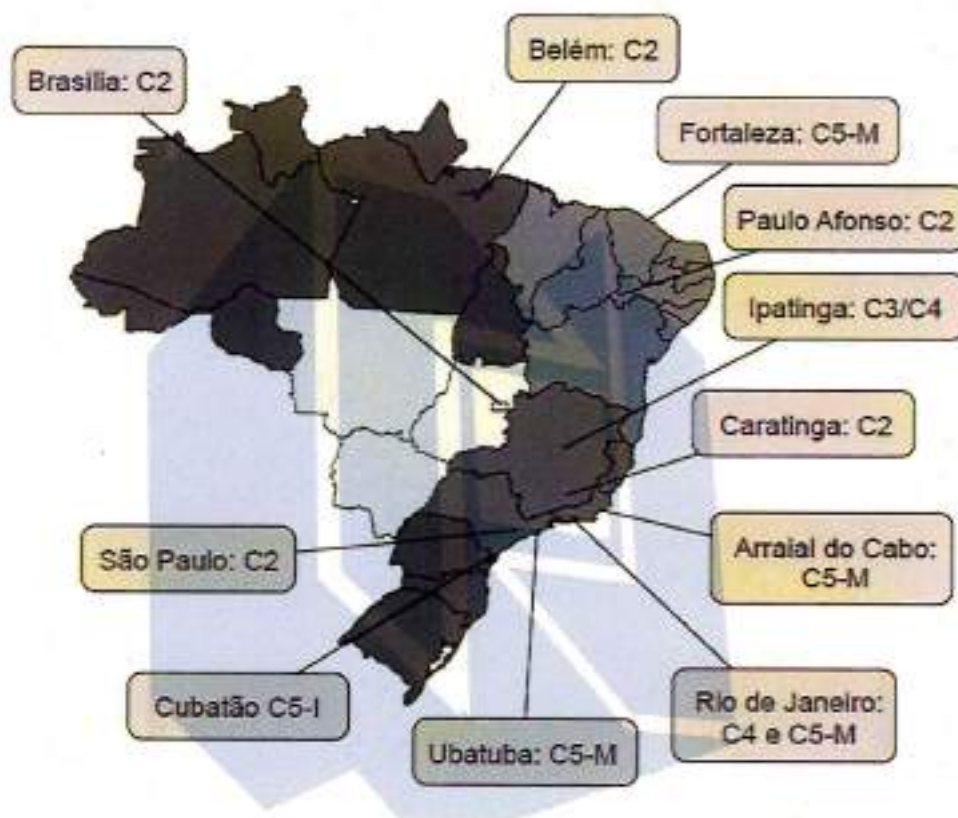 Belém: C2
Brasília: C2
Fortaleza: C5-M
Paulo Afonso: C2
Ipatinga: C3/C4
Caratinga: C2
São Paulo: C2
Arraial do Cabo:
C5-M
Cubatão C5-I
Rio de Janeiro:
C4 e C5-M
Ubatuba: C5-M